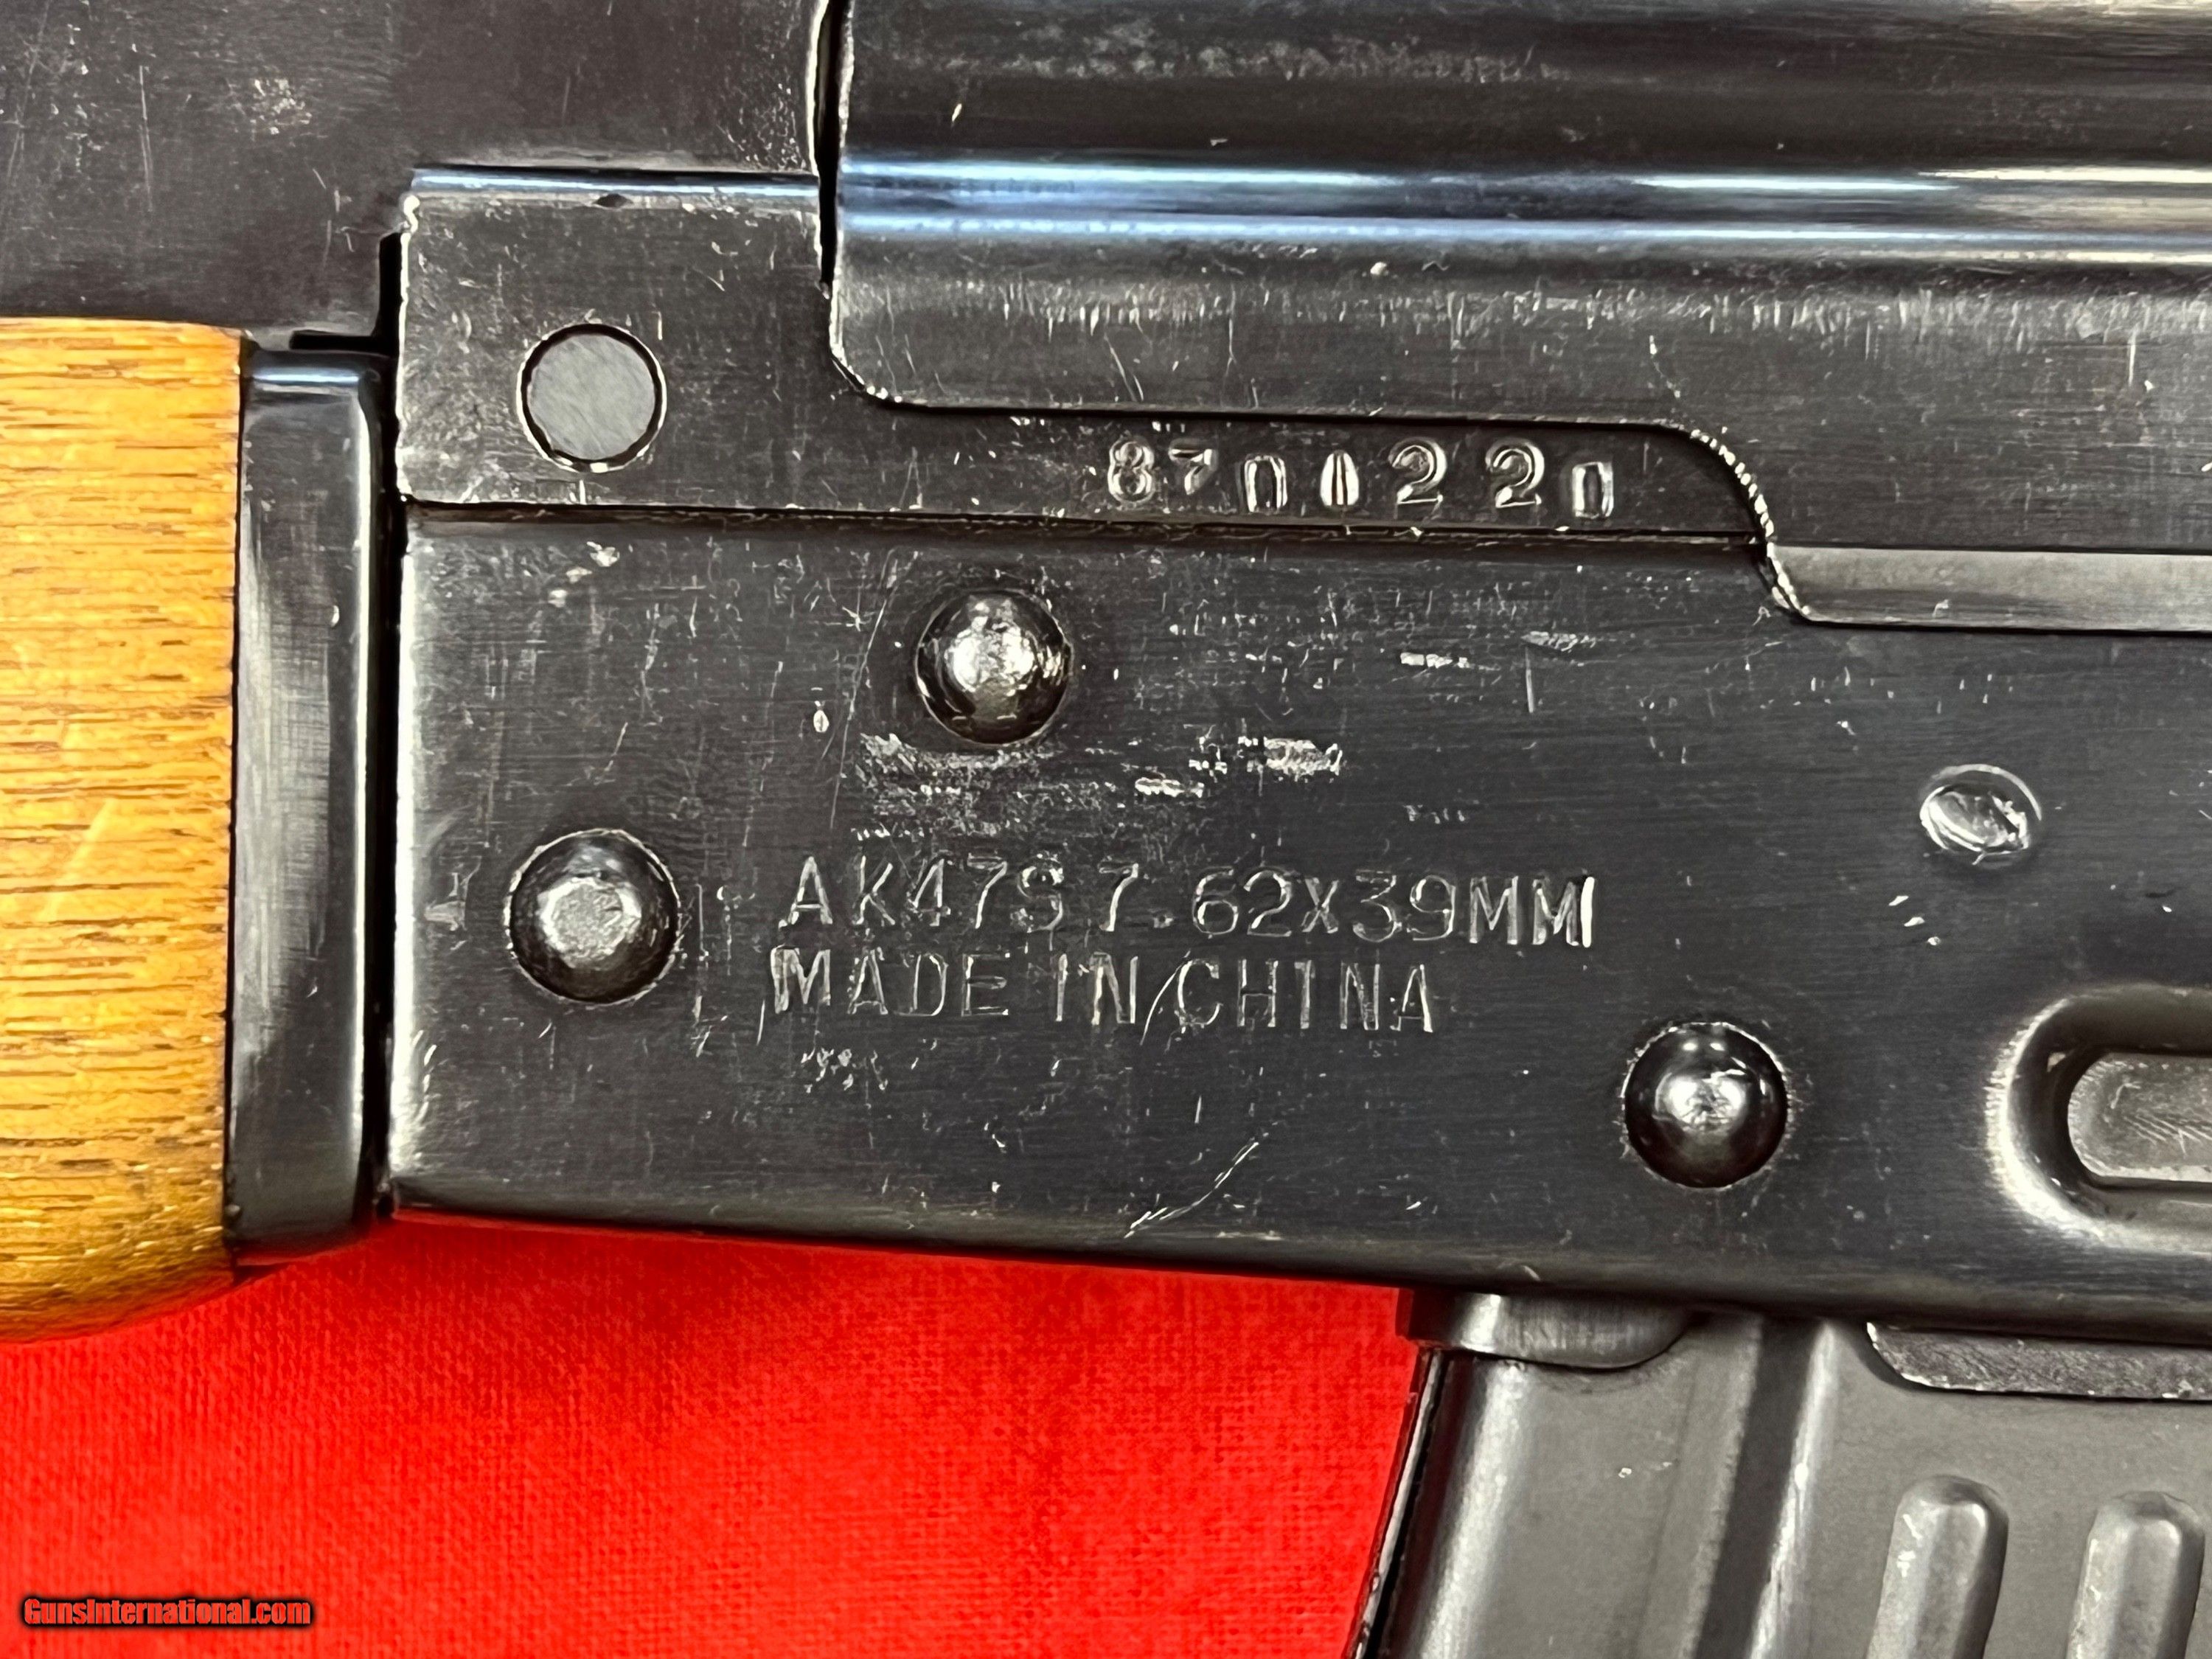 8700220
AK47S 7.62x39MM
MADE IN CHINA
GunsInternational.com